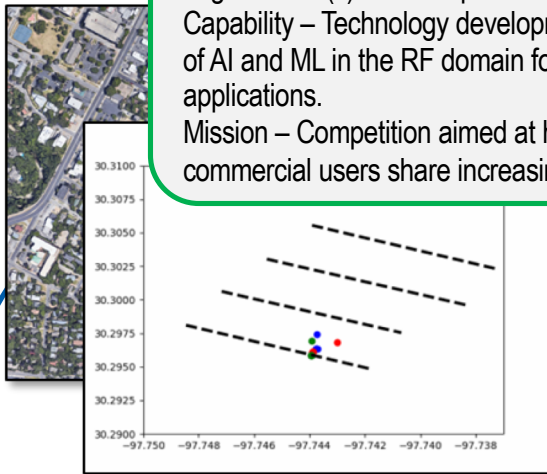 Capability – Technology develop
of AI and ML in the RF domain fo
applications.
Mission – Competition aimed at
commercial users share increasin
30.3100
30.3075
30.3050
30.3025
30.3000
30.2975
30.2950
30.2925
30.2900
−97.750 −97.748 −97.746 −97.744 −97.742 −97.740 −97.738